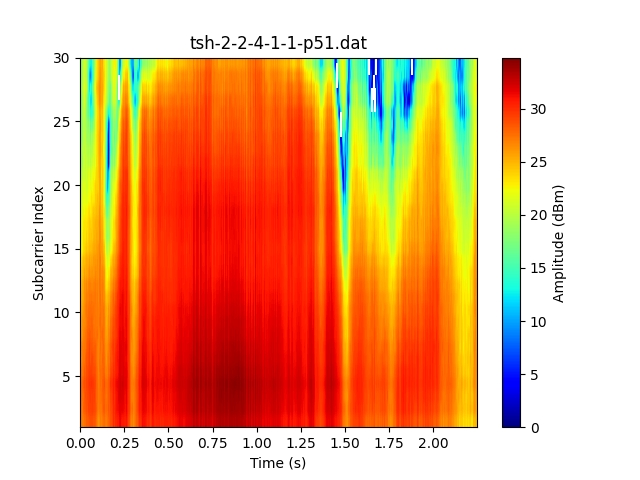 tsh-2-2-4-1-1-p51.dat
30
25
20
15
10
5
Subcarrier Index
0.00 0.25 0.50 0.75 1.00 1.25 1.50 1.75 2.00
Time (s)
30
25
20
15
10
5
0
Amplitude (dBm)